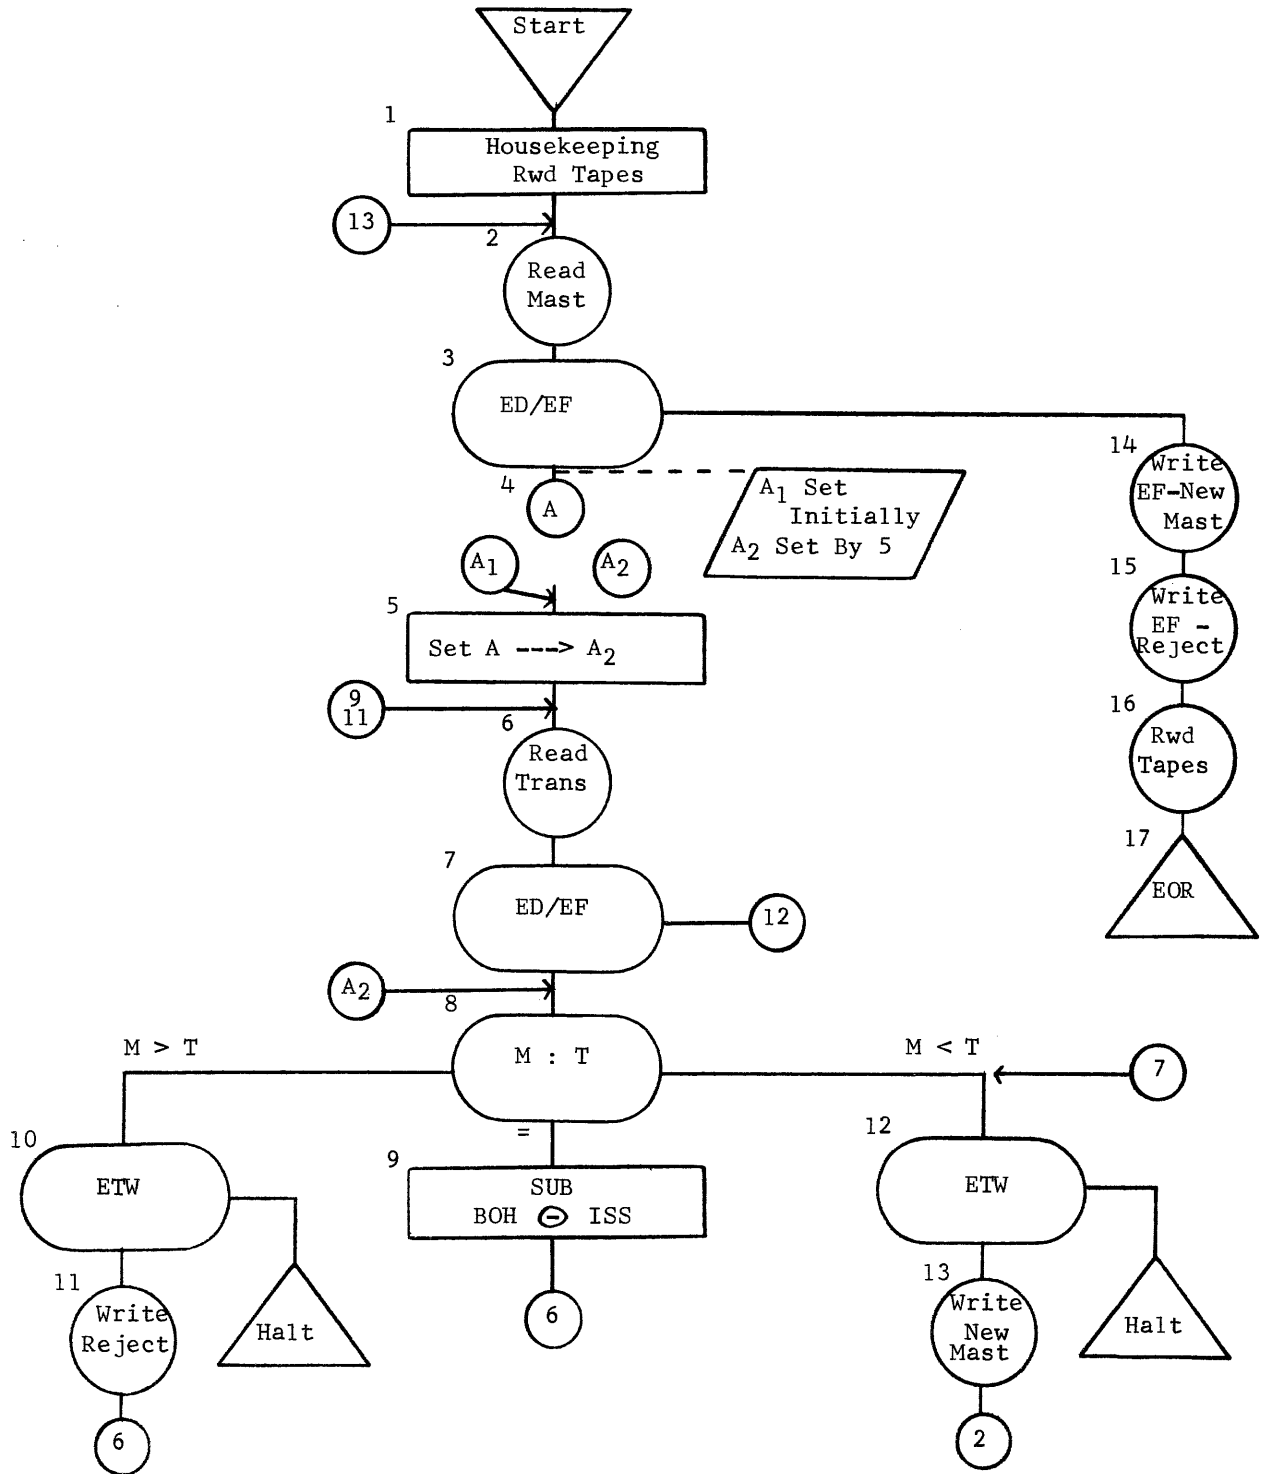 Start
1
Housekeeping
Rwd Tapes
13
2
Read
Mast
3
ED/EF
4
A
A1 Set
Initially
A2 Set By 5
14
Write
EF-New
Mast
A1
A2
15
Write
EF -
Reject
5
Set A ---> A2
9
11
6
Read
Trans
16
Rwd
Tapes
17
EOR
7
ED/EF
12
A2
8
M > T
M : T
M < T
7
=
10
ETW
9
SUB
BOH - ISS
12
ETW
11
Write
Reject
Halt
6
13
Write
New
Mast
Halt
6
2